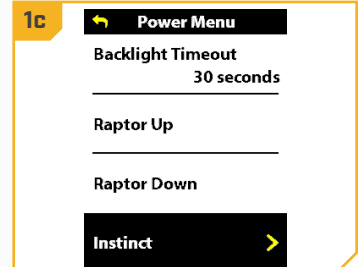 1c
Power Menu
Backlight Timeout
30 seconds
Raptor Up
Raptor Down
Instinct